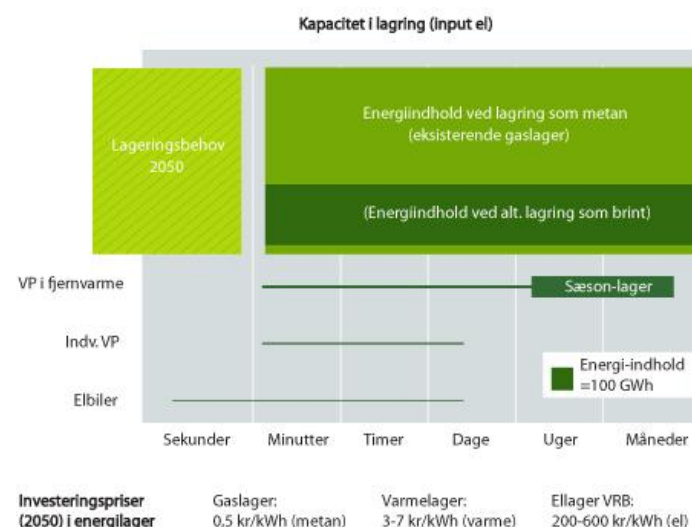 Kapacitet i lagring (input el)
Lageringsbehov
2050
Energiindhold ved lagring som metan
(eksisterende gaslager)
(Energiindhold ved alt. lagring som brint)
VP i fjernvarme
Sæson-lager
Indv. VP
Energi-indhold
=100 GWh
Elbiler
Sekunder Minutter Timer Dage Uger Måneder
Investeringspriser
(2050) i energilager
Gaslager:
0,5 kr/kWh (metan)
Varmelager:
3-7 kr/kWh (varme)
Ellager VRB:
200-600 kr/kWh (el)